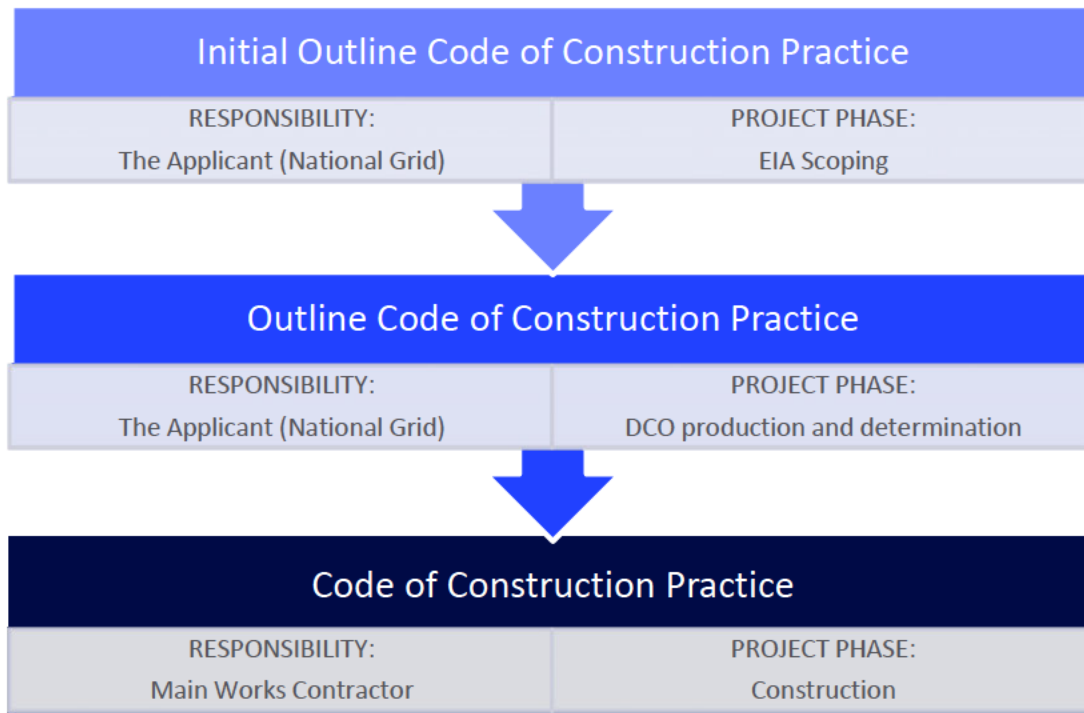 Initial Outline Code of Construction Practice
RESPONSIBILITY:
The Applicant (National Grid)
PROJECT PHASE:
EIA Scoping
Outline Code of Construction Practice
RESPONSIBILITY:
The Applicant (National Grid)
PROJECT PHASE:
DCO production and determination
Code of Construction Practice
RESPONSIBILITY:
Main Works Contractor
PROJECT PHASE:
Construction